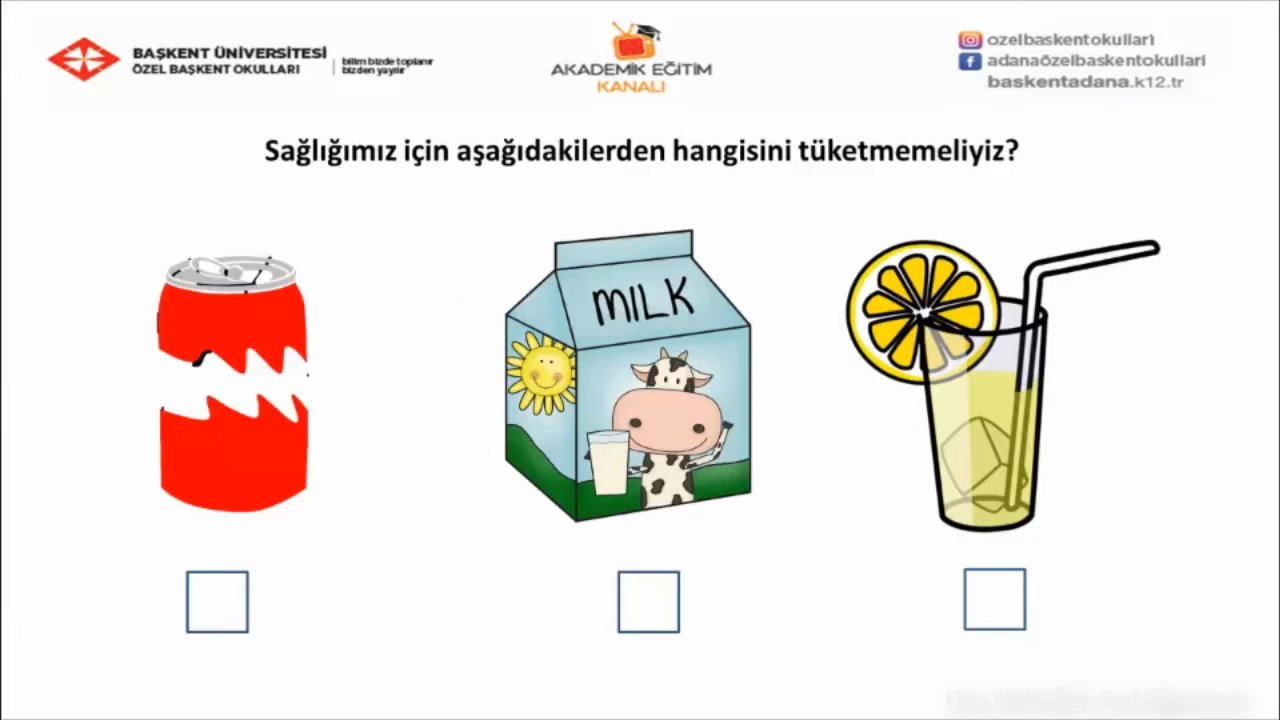 BAŞKENT ÜNİVERSİTESİ
ÖZEL BAŞKENT OKULLARI
bilim bizde toplanır
bizden yayılır
AKADEMİK EĞİTİM
KANALI
ozelbaskentokullari
adanaözelbaskentokullari
baskentadana.k12.tr
Sağlığımız için aşağıdakilerden hangisini tüketmemeliyiz?
MILK